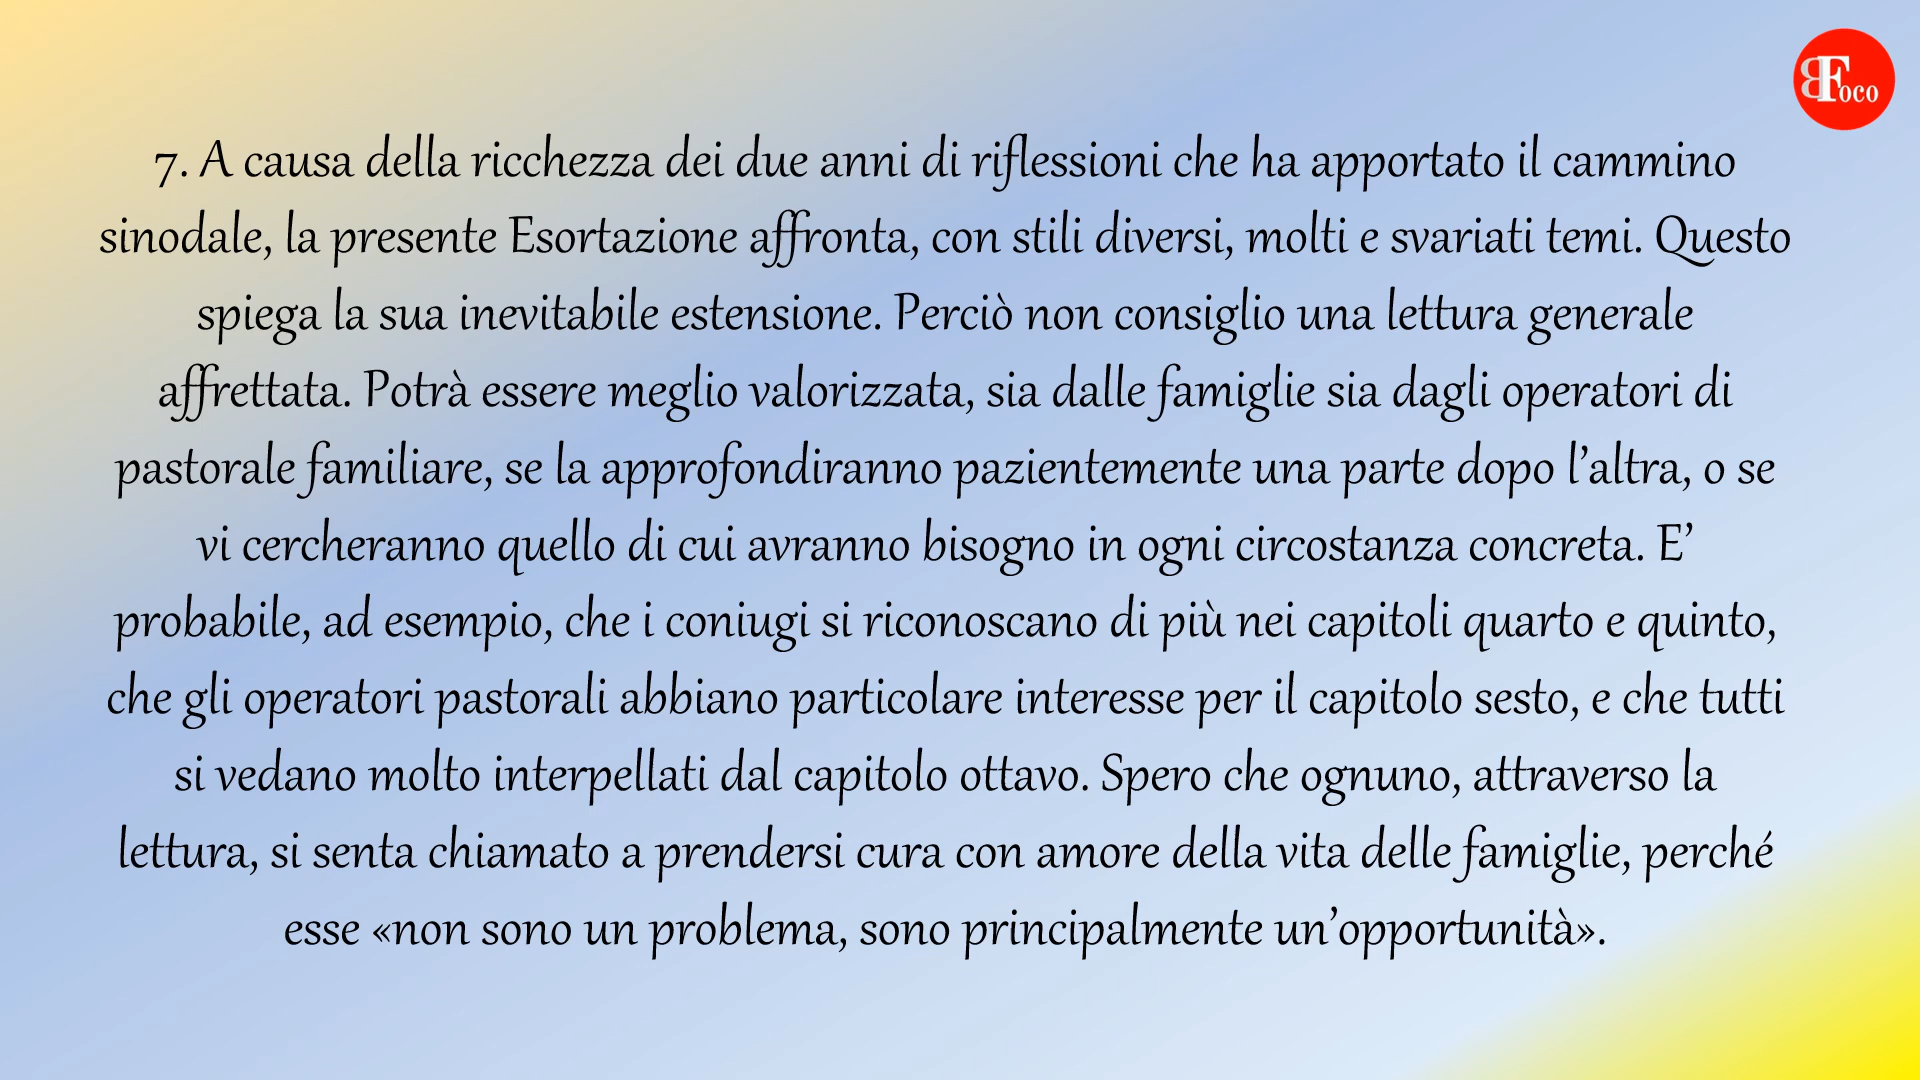 BFoco
7. A causa della ricchezza dei due anni di riflessioni che ha apportato il cammino
sinodale, la presente Esortazione affronta, con stili diversi, molti e svariati temi. Questo
spiega la sua inevitabile estensione. Perciò non consiglio una lettura generale
affrettata. Potrà essere meglio valorizzata, sia dalle famiglie sia dagli operatori di
pastorale familiare, se la approfondiranno pazientemente una parte dopo l’altra, o se
vi cercheranno quello di cui avranno bisogno in ogni circostanza concreta. E’
probabile, ad esempio, che i coniugi si riconoscano di più nei capitoli quarto e quinto,
che gli operatori pastorali abbiano particolare interesse per il capitolo sesto, e che tutti
si vedano molto interpellati dal capitolo ottavo. Spero che ognuno, attraverso la
lettura, si senta chiamato a prendersi cura con amore della vita delle famiglie, perché
esse «non sono un problema, sono principalmente un’opportunità».